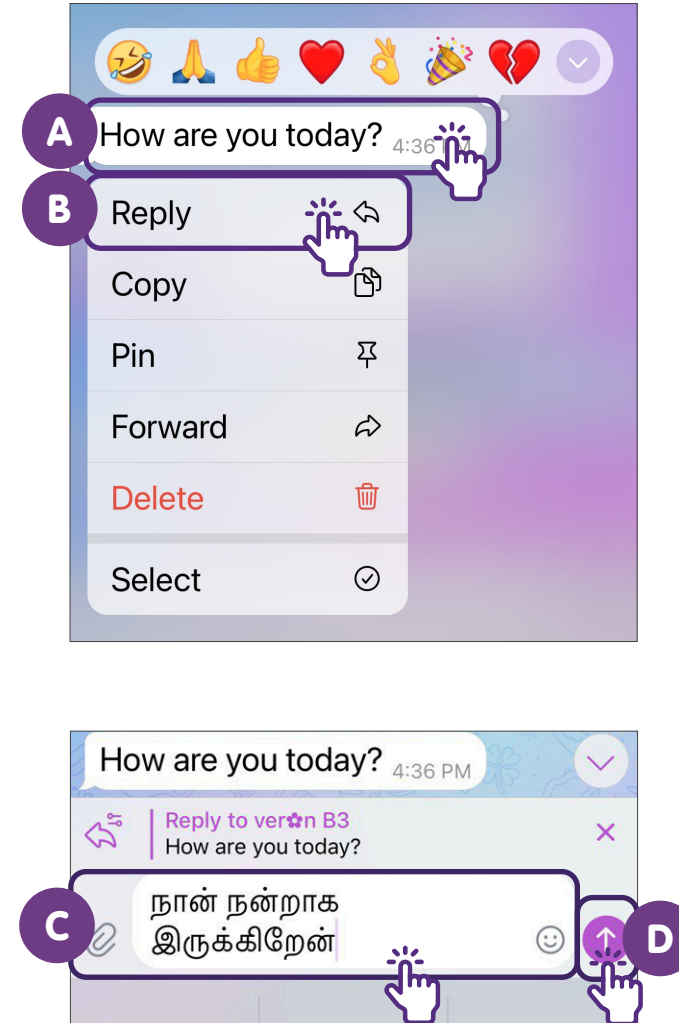 A
How are you today? 4:36 PM
B
Reply
Copy
Pin
Forward
Delete
Select
How are you today? 4:36 PM
Reply to ver✿n B3
How are you today?
C
நான் நன்றாக
இருக்கிறேன்
D